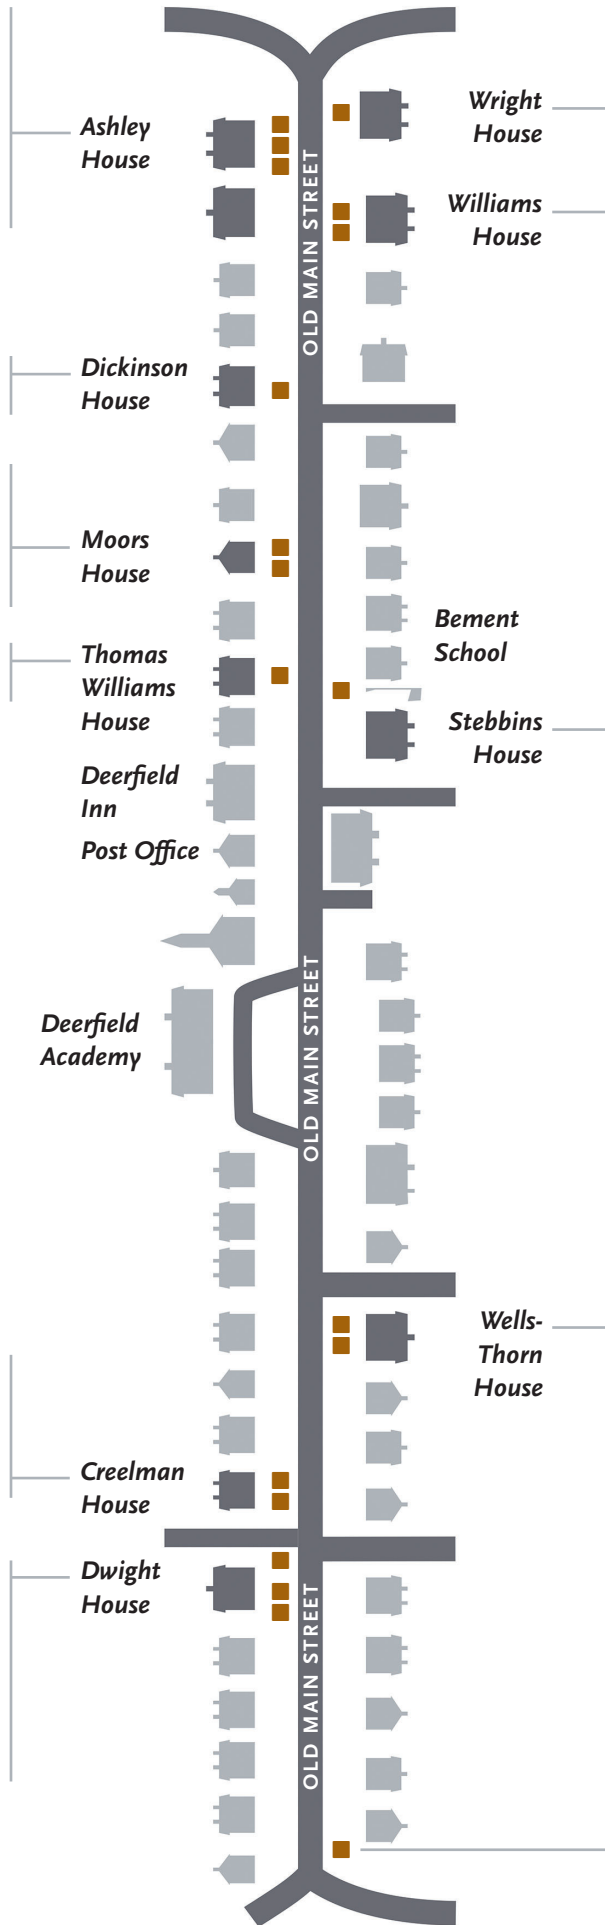 Ashley
House
Wright
House
Williams
House
OLD MAIN STREET
Dickinson
House
Moors
House
Bement
School
Thomas
Williams
House
Stebbins
House
Deerfield
Inn
Post Office
OLD MAIN STREET
Deerfield
Academy
Wells-
Thorn
House
Creelman
House
Dwight
House
OLD MAIN STREET